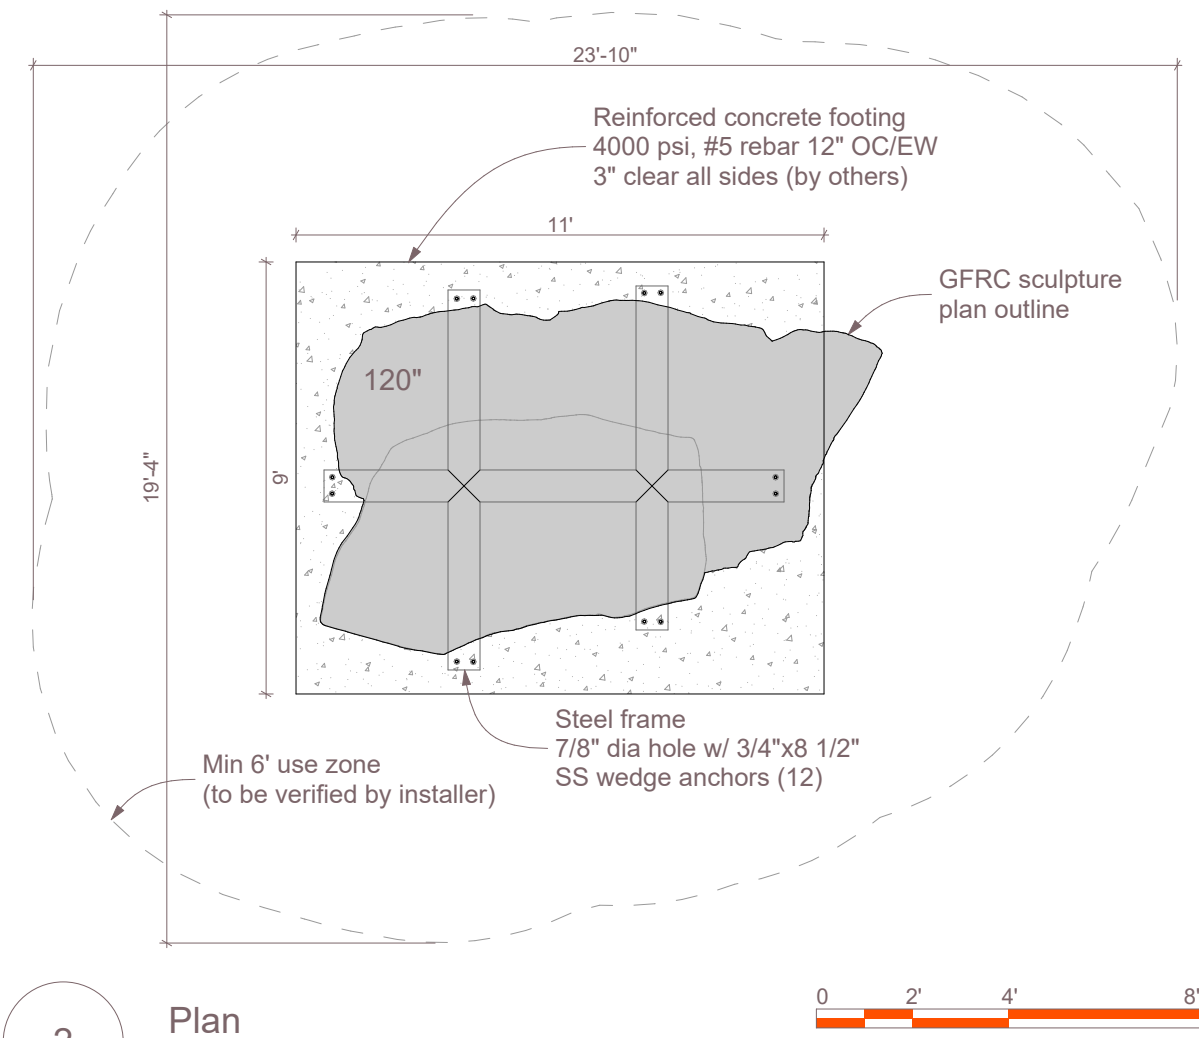 23'-10"
Reinforced concrete footing
4000 psi, #5 rebar 12" OC/EW
3" clear all sides (by others)
11'
GFRC sculpture
plan outline
120"
19'-4"
9'
Steel frame
7/8" dia hole w/ 3/4"x8 1/2"
SS wedge anchors (12)
Min 6' use zone
(to be verified by installer)
Plan
0 2' 4' 8'